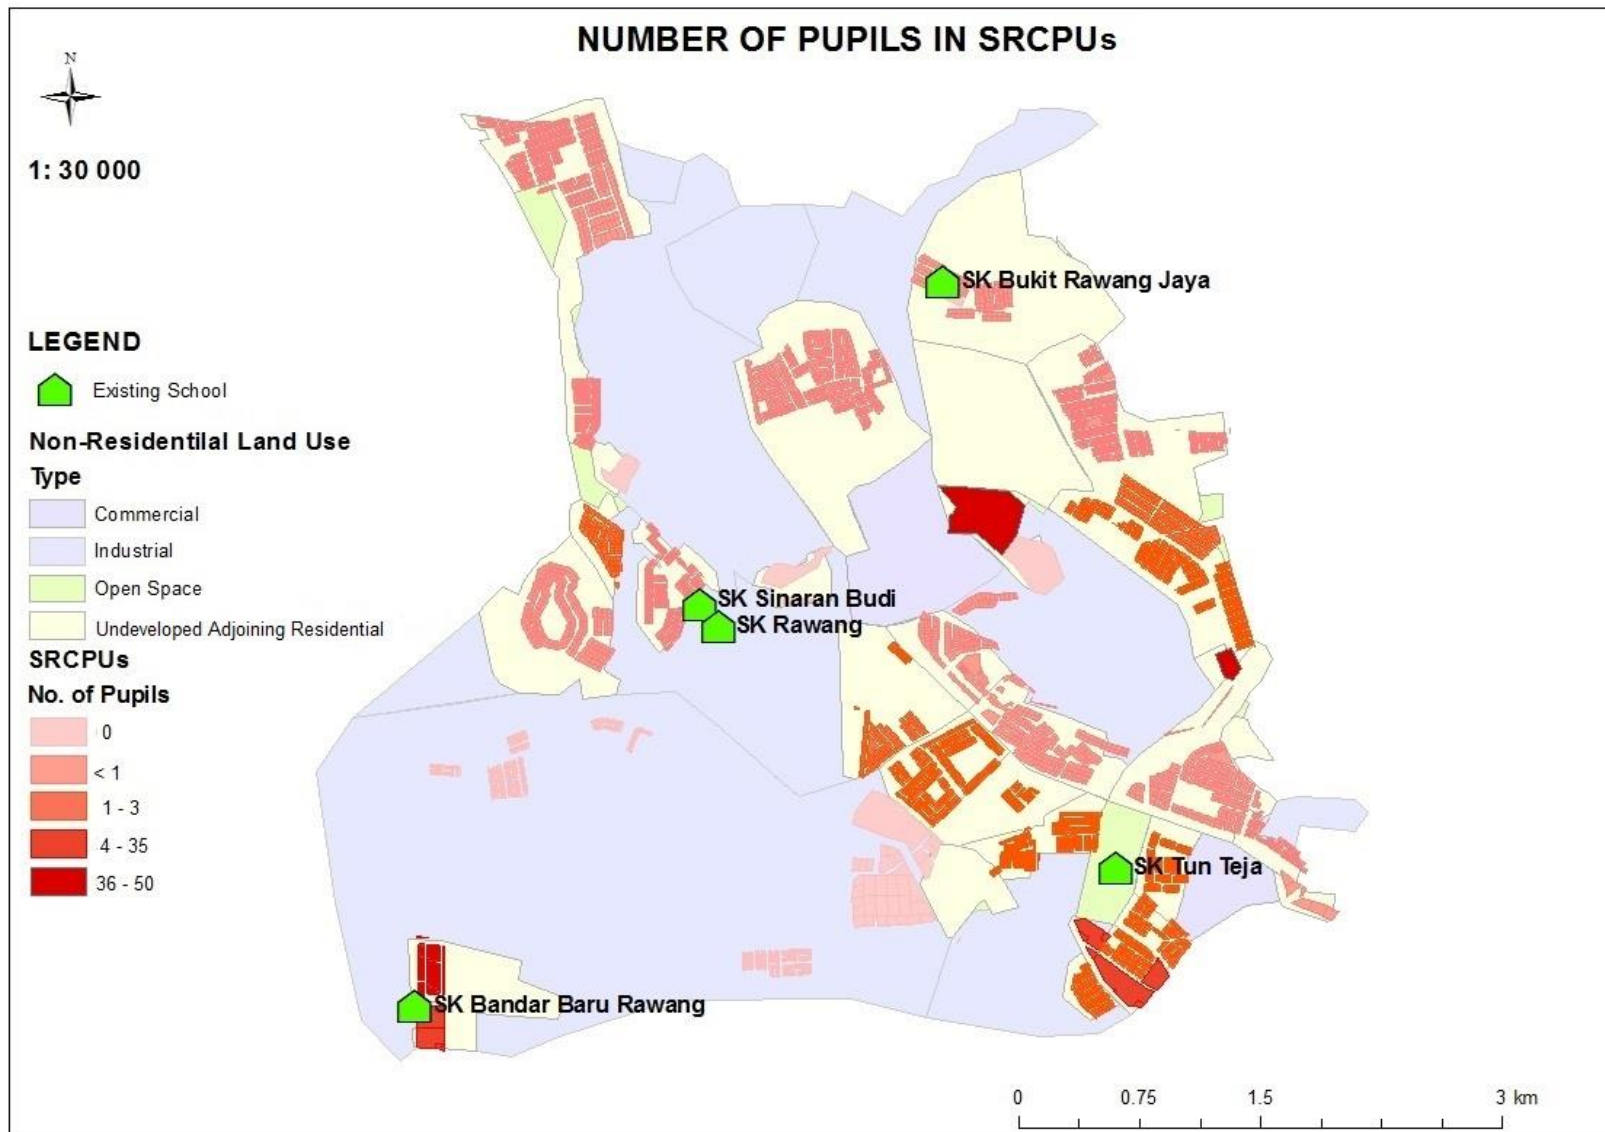 NUMBER OF PUPILS IN SRCPUs
N
1: 30 000
SK Bukit Rawang Jaya
LEGEND
Existing School
Non-Residentilal Land Use
Type
Commercial
Industrial
Open Space
Undeveloped Adjoining Residential
SRCPUs
No. of Pupils
0
< 1
1 - 3
4 - 35
36 - 50
SK Sinaran Budi
SK Rawang
SK Tun Teja
SK Bandar Baru Rawang
0 0.75 1.5 3 km